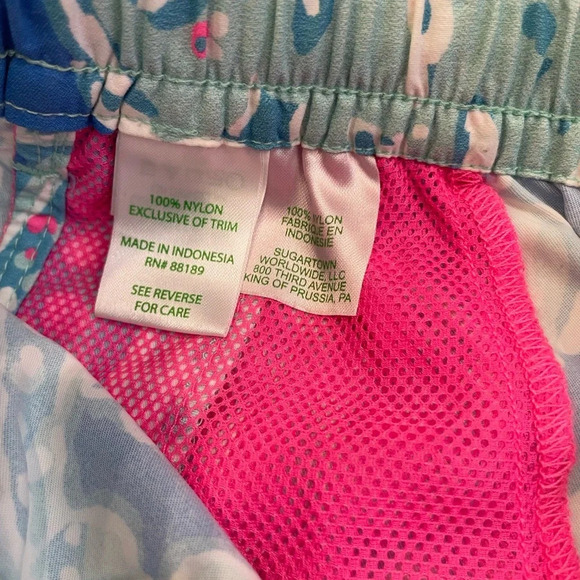 100% NYLON
EXCLUSIVE OF TRIM
MADE IN INDONESIA
RN# 88189
SEE REVERSE
FOR CARE
100% NYLON
FABRIQUE EN
INDONESIE
SUGARTOWN
WORLDWIDE, LLC
800 THIRD AVENUE
KING OF PRUSSIA, PA